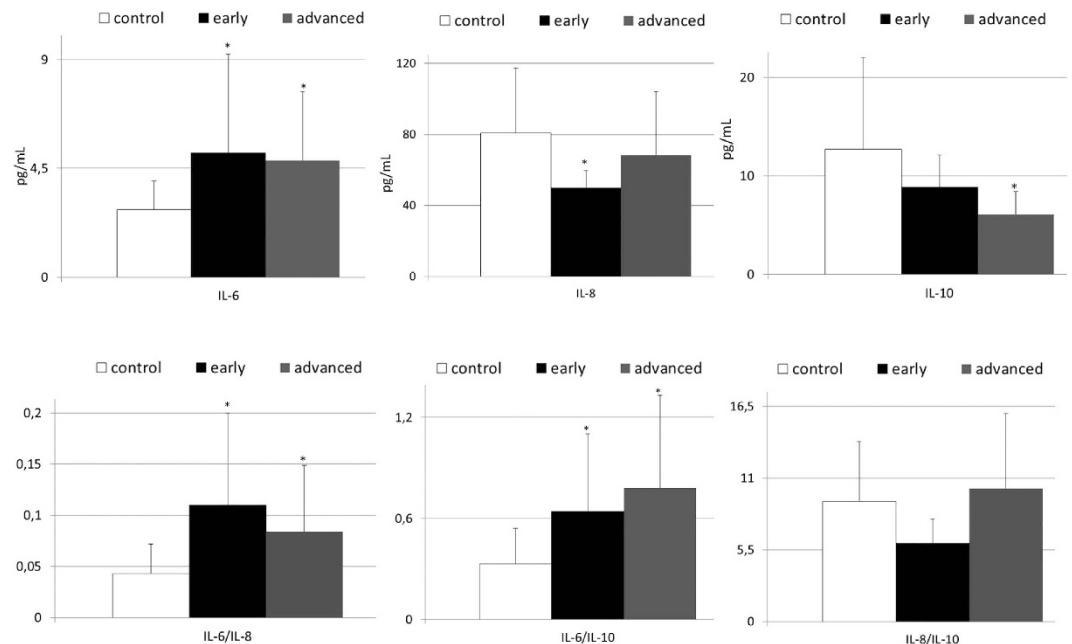 control early advanced
9
4,5
0
pg/mL
*
*
IL-6
control early advanced
120
80
40
0
pg/mL
*
IL-8
control early advanced
20
10
0
pg/mL
*
IL-10
control early advanced
0,2
0,15
0,1
0,05
0
*
*
IL-6/IL-8
control early advanced
1,2
0,6
0
*
*
IL-6/IL-10
control early advanced
16,5
11
5,5
0
IL-8/IL-10